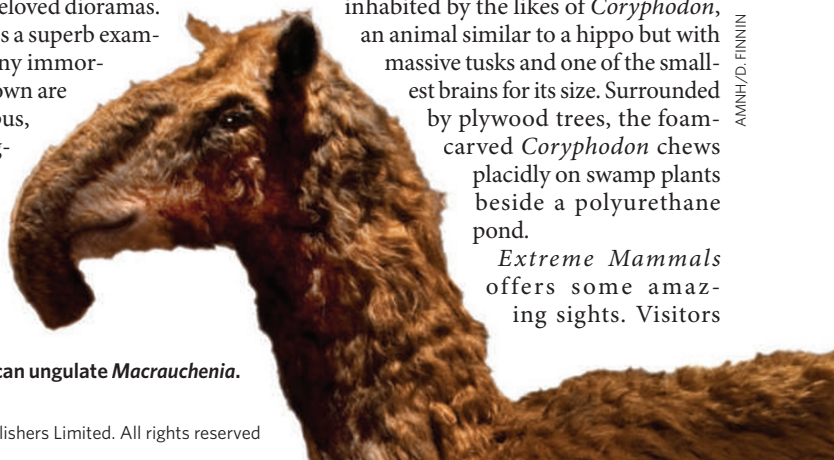 eloved dioramas.
s a superb exam-
ny immor-
own are
ous,
g-
inhabited by the likes of Coryphodon,
an animal similar to a hippo but with
massive tusks and one of the small-
est brains for its size. Surrounded
by plywood trees, the foam-
carved Coryphodon chews
placidly on swamp plants
beside a polyurethane
pond.
Extreme Mammals
offers some amaz-
ing sights. Visitors
AMNH/D. FINNIN
can ungulate Macrauchenia.
lishers Limited. All rights reserved